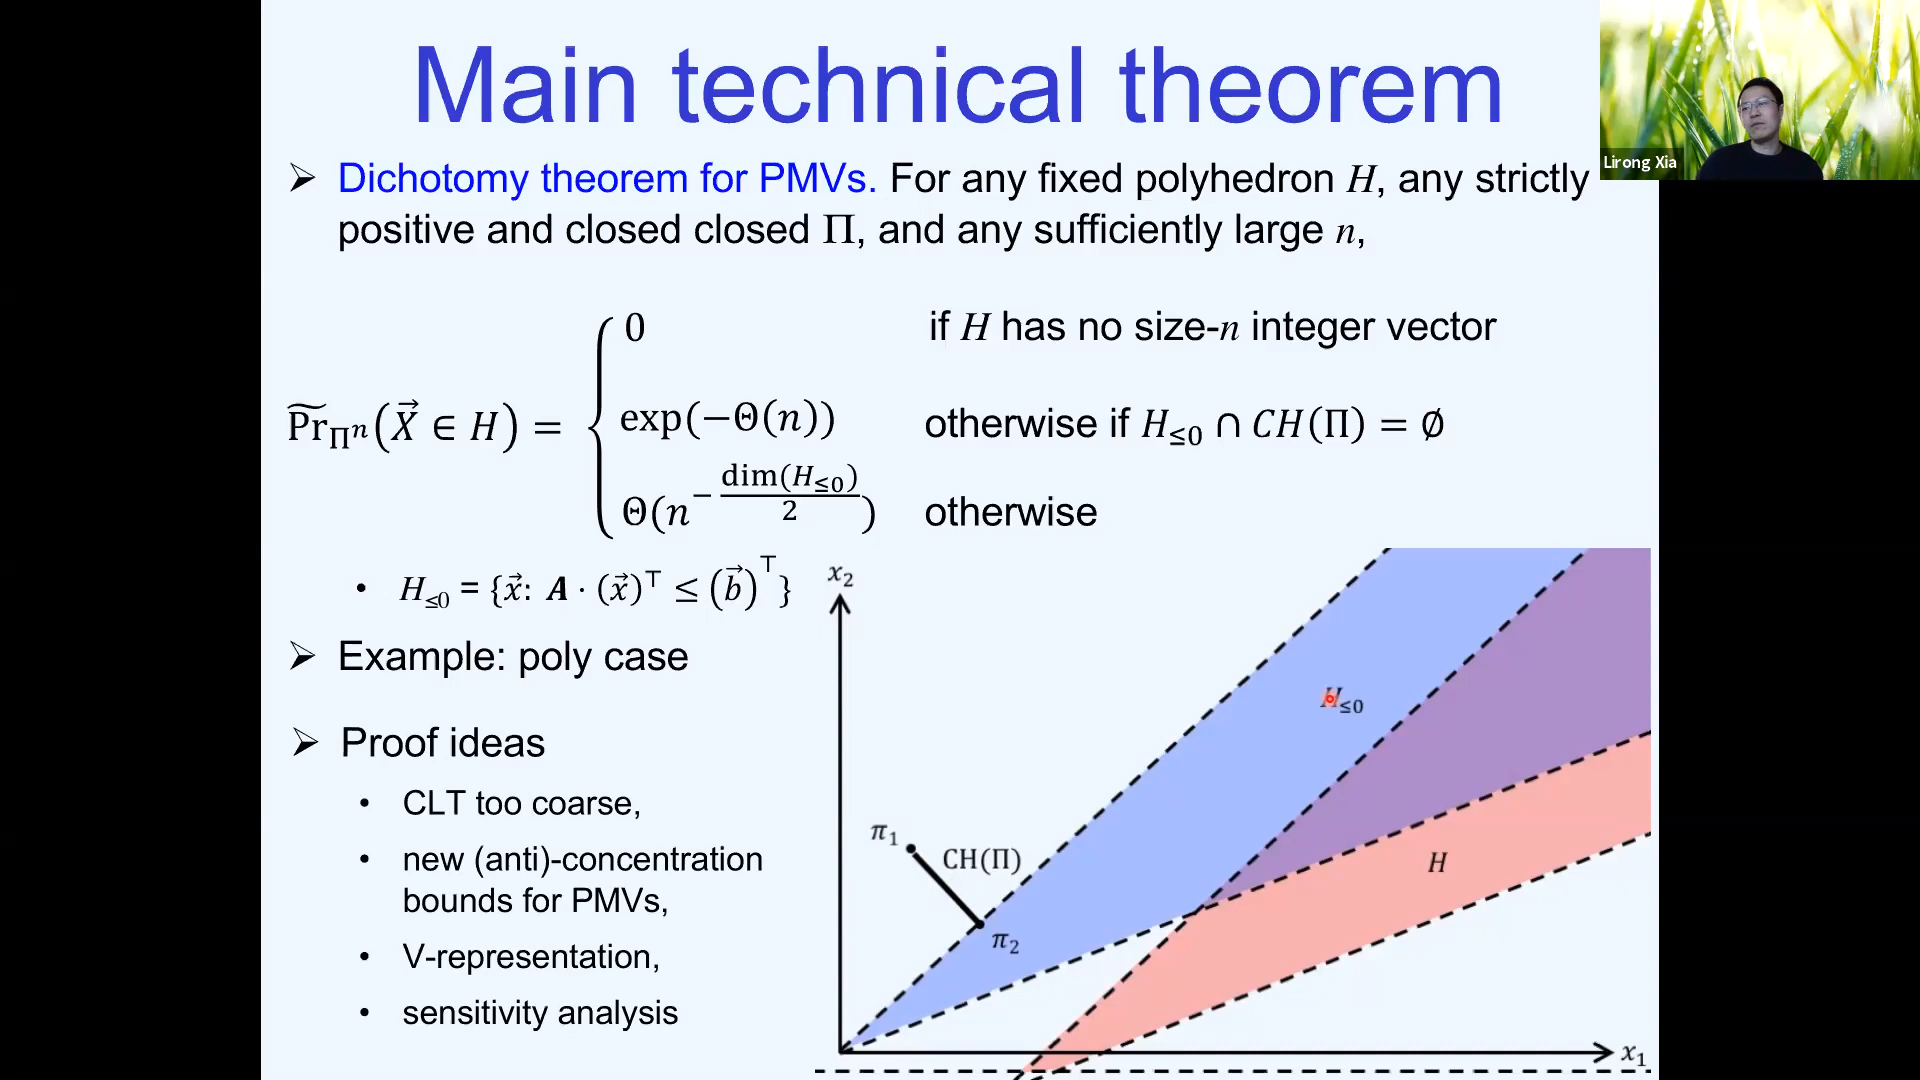 Main technical theorem
Lirong Xia
➢ Dichotomy theorem for PMVs. For any fixed polyhedron H, any strictly
positive and closed closed Π, and any sufficiently large n,
0 if H has no size-n integer vector
P̃r_Πⁿ(X⃗ ∈ H) = { exp(−Θ(n)) otherwise if H≤0 ∩ CH(Π) = ∅
Θ(n^(−dim(H≤0)/2)) otherwise
• H≤0 = {x⃗: A · (x⃗)⊤ ≤ (b⃗)⊤}
➢ Example: poly case
➢ Proof ideas
• CLT too coarse,
• new (anti)-concentration
bounds for PMVs,
• V-representation,
• sensitivity analysis
x₂
H≤0
π₁
CH(Π)
H
π₂
x₁